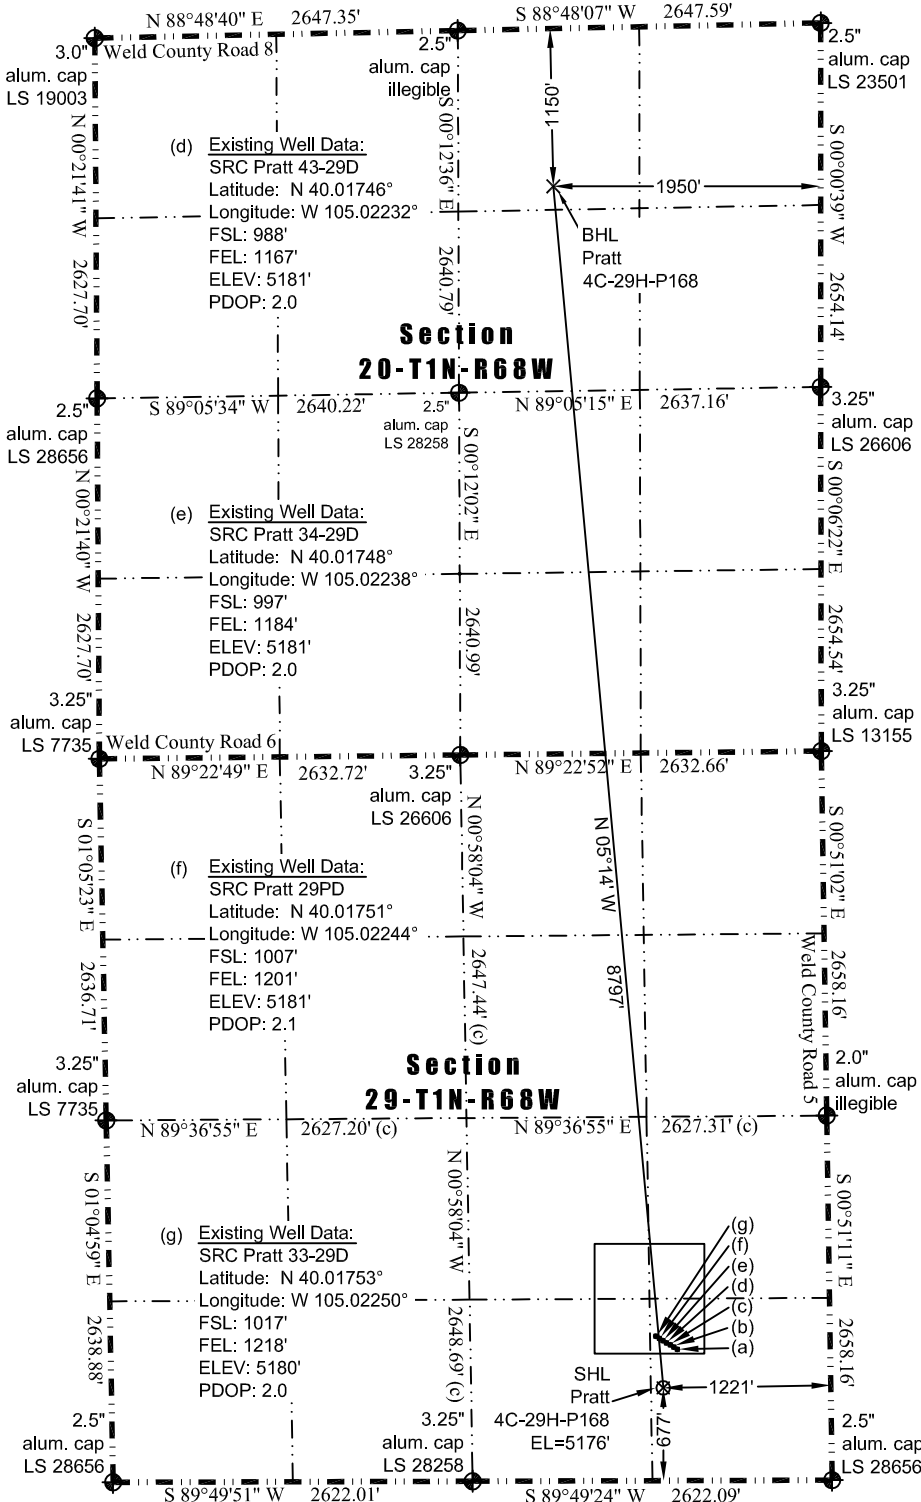 N 88°48'40" E 2647.35'
S 88°48'07" W 2647.59'
Weld County Road 8
3.0"
alum. cap
LS 19003
2.5"
alum. cap
illegible
2.5"
alum. cap
LS 23501
N 00°21'41" W 2627.70'
S 00°12'36" E 2640.79'
S 00°00'39" W 2654.14'
1150'
1950'
BHL
Pratt
4C-29H-P168
(d) Existing Well Data:
SRC Pratt 43-29D
Latitude: N 40.01746°
Longitude: W 105.02232°
FSL: 988'
FEL: 1167'
ELEV: 5181'
PDOP: 2.0
Section
20-T1N-R68W
S 89°05'34" W 2640.22'
N 89°05'15" E 2637.16'
2.5"
alum. cap
LS 28656
2.5"
alum. cap
LS 28258
3.25"
alum. cap
LS 26606
N 00°21'40" W 2627.70'
S 00°12'02" E 2640.99'
S 00°06'22" E 2654.54'
(e) Existing Well Data:
SRC Pratt 34-29D
Latitude: N 40.01748°
Longitude: W 105.02238°
FSL: 997'
FEL: 1184'
ELEV: 5181'
PDOP: 2.0
3.25"
alum. cap
LS 7735
3.25"
alum. cap
LS 13155
Weld County Road 6
N 89°22'49" E 2632.72'
N 89°22'52" E 2632.66'
3.25"
alum. cap
LS 26606
S 01°05'23" E 2636.71'
N 00°58'04" W 2647.44' (c)
N 05°14' W 8797'
S 00°51'02" E 2658.16'
Weld County Road 5
(f) Existing Well Data:
SRC Pratt 29PD
Latitude: N 40.01751°
Longitude: W 105.02244°
FSL: 1007'
FEL: 1201'
ELEV: 5181'
PDOP: 2.1
Section
29-T1N-R68W
3.25"
alum. cap
LS 7735
2.0"
alum. cap
illegible
N 89°36'55" E 2627.20' (c)
N 89°36'55" E 2627.31' (c)
S 01°04'59" E 2638.88'
N 00°58'04" W 2648.69' (c)
S 00°51'11" E 2658.16'
(g) Existing Well Data:
SRC Pratt 33-29D
Latitude: N 40.01753°
Longitude: W 105.02250°
FSL: 1017'
FEL: 1218'
ELEV: 5180'
PDOP: 2.0
(g)
(f)
(e)
(d)
(c)
(b)
(a)
SHL
Pratt
4C-29H-P168
EL=5176'
1221'
797'
2.5"
alum. cap
LS 28656
3.25"
alum. cap
LS 28258
2.5"
alum. cap
LS 28656
S 89°49'51" W 2622.01'
S 89°49'24" W 2622.09'